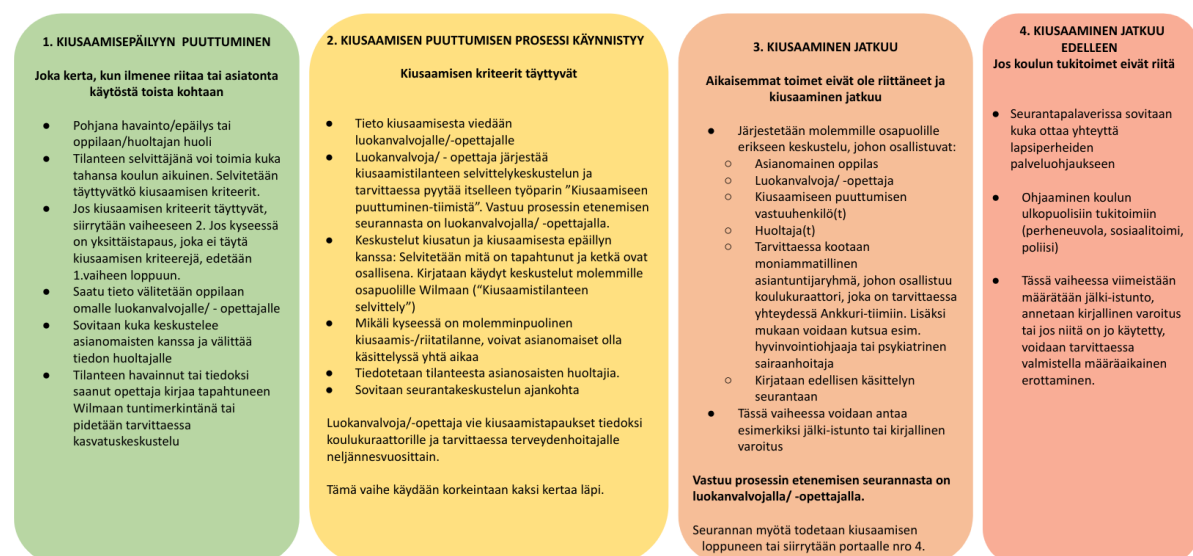 1. KIUSAAMISEPÄILYYN PUUTTUMINEN
Joka kerta, kun ilmenee riitaa tai asiatonta
käytöstä toista kohtaan
● Pohjana havainto/epäilys tai
oppilaan/huoltajan huoli
● Tilanteen selvittäjänä voi toimia kuka
tahansa koulun aikuinen. Selvitetään
täyttyvätkö kiusaamisen kriteerit.
● Jos kiusaamisen kriteerit täyttyvät,
siirrytään vaiheeseen 2. Jos kyseessä
on yksittäistapaus, joka ei täytä
kiusaamisen kriteerejä, edetään
1.vaiheen loppuun.
● Saatu tieto välitetään oppilaan
omalle luokanvalvojalle/ - opettajalle
● Sovitaan kuka keskustelee
asianomaisten kanssa ja välittää
tiedon huoltajalle
● Tilanteen havainnut tai tiedoksi
saanut opettaja kirjaa tapahtuneen
Wilmaan tuntimerkintänä tai
pidetään tarvittaessa
kasvatuskeskustelu
2. KIUSAAMISEN PUUTTUMISEN PROSESSI KÄYNNISTYY
Kiusaamisen kriteerit täyttyvät
● Tieto kiusaamisesta viedään
luokanvalvojalle/-opettajalle
● Luokanvalvoja/ - opettaja järjestää
kiusaamistilanteen selvittelykeskustelun ja
tarvittaessa pyytää itselleen työparin ”Kiusaamiseen
puuttuminen-tiimistä”. Vastuu prosessin etenemisen
seurannasta on luokanvalvojalla/ -opettajalla.
● Keskustelut kiusatun ja kiusaamisesta epäillyn
kanssa: Selvitetään mitä on tapahtunut ja ketkä ovat
osallisena. Kirjataan käydyt keskustelut molemmille
osapuolille Wilmaan (“Kiusaamistilanteen
selvittely”)
● Mikäli kyseessä on molemminpuolinen
kiusaamis-/riitatilanne, voivat asianomaiset olla
käsittelyssä yhtä aikaa
● Tiedotetaan tilanteesta asianosaisten huoltajia.
● Sovitaan seurantakeskustelun ajankohta
Luokanvalvoja/-opettaja vie kiusaamistapaukset tiedoksi
koulukuraattorille ja tarvittaessa terveydenhoitajalle
neljännesvuosittain.
Tämä vaihe käydään korkeintaan kaksi kertaa läpi.
3. KIUSAAMINEN JATKUU
Aikaisemmat toimet eivät ole riittäneet ja
kiusaaminen jatkuu
● Järjestetään molemmille osapuolille
erikseen keskustelu, johon osallistuvat:
○ Asianomainen oppilas
○ Luokanvalvoja/ -opettaja
○ Kiusaamiseen puuttumisen
vastuuhenkilö(t)
○ Huoltaja(t)
○ Tarvittaessa kootaan
moniammatillinen
asiantuntijaryhmä, johon osallistuu
koulukuraattori, joka on tarvittaessa
yhteydessä Ankkuri-tiimiin. Lisäksi
mukaan voidaan kutsua esim.
hyvinvointiohjaaja tai psykiatrinen
sairaanhoitaja
○ Kirjataan edellisen käsittelyn
seurantaan
● Tässä vaiheessa voidaan antaa
esimerkiksi jälki-istunto tai kirjallinen
varoitus
Vastuu prosessin etenemisen seurannasta on
luokanvalvojalla/ -opettajalla.
Seurannan myötä todetaan kiusaamisen
loppuneen tai siirrytään portaalle nro 4.
4. KIUSAAMINEN JATKUU
EDELLEEN
Jos koulun tukitoimet eivät riitä
● Seurantapalaverissa sovitaan
kuka ottaa yhteyttä
lapsiperheiden
palveluohjaukseen
● Ohjaaminen koulun
ulkopuolisiin tukitoimiin
(perheneuvola, sosiaalitoimi,
poliisi)
● Tässä vaiheessa viimeistään
määrätään jälki-istunto,
annetaan kirjallinen varoitus
tai jos niitä on jo käytetty,
voidaan tarvittaessa
valmistella määräaikainen
erottaminen.